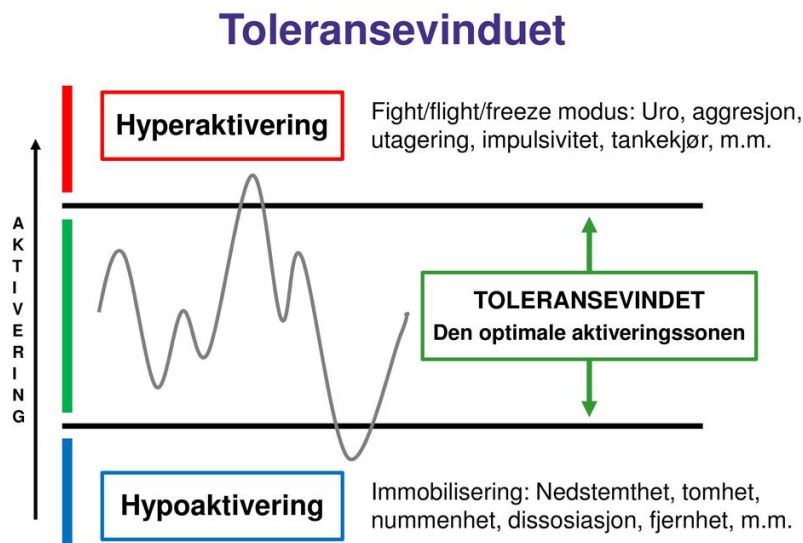 Toleransevinduet
Hyperaktivering
Fight/flight/freeze modus: Uro, aggresjon,
utagering, impulsivitet, tankekjør, m.m.
AKTIVERING
TOLERANSEVINDET
Den optimale aktiveringssonen
Hypoaktivering
Immobilisering: Nedstemthet, tomhet,
nummenhet, dissosiasjon, fjernhet, m.m.